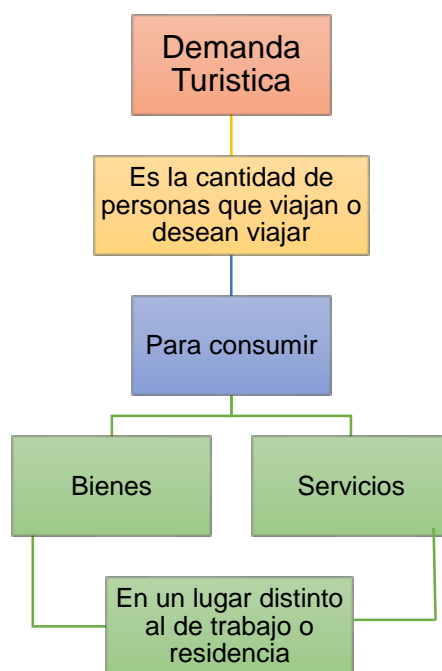 Demanda
Turistica
Es la cantidad de
personas que viajan o
desean viajar
Para consumir
Bienes
Servicios
En un lugar distinto
al de trabajo o
residencia